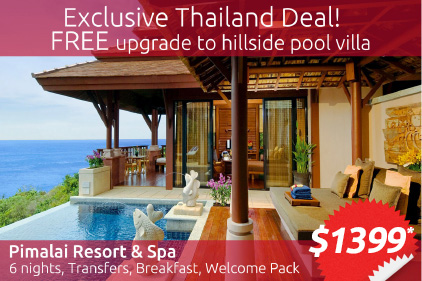 Exclusive Thailand Deal!
FREE upgrade to hillside pool villa
$1399*
Pimalai Resort & Spa
6 nights, Transfers, Breakfast, Welcome Pack